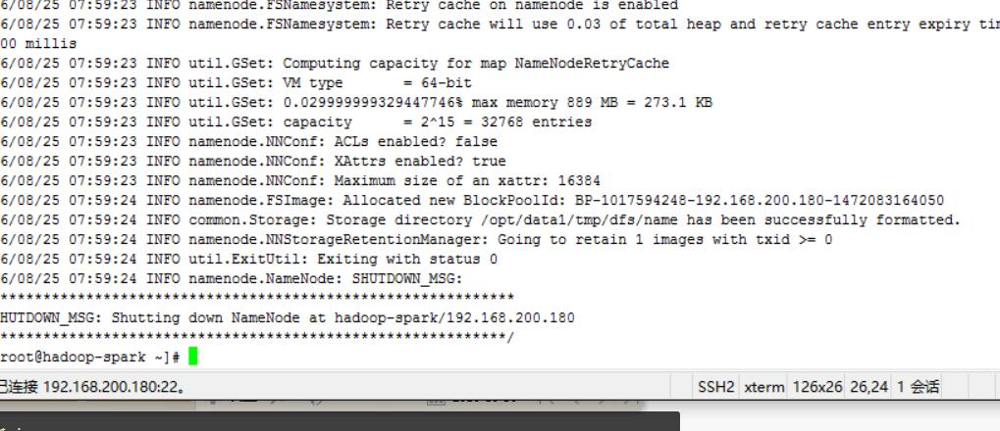 6/08/25 07:59:23 INFO namenode.FSNamesystem: Retry cache on namenode is enabled
6/08/25 07:59:23 INFO namenode.FSNamesystem: Retry cache will use 0.03 of total heap and retry cache entry expiry tim
00 millis
6/08/25 07:59:23 INFO util.GSet: Computing capacity for map NameNodeRetryCache
6/08/25 07:59:23 INFO util.GSet: VM type       = 64-bit
6/08/25 07:59:23 INFO util.GSet: 0.029999999329447746% max memory 889 MB = 273.1 KB
6/08/25 07:59:23 INFO util.GSet: capacity      = 2^15 = 32768 entries
6/08/25 07:59:23 INFO namenode.NNConf: ACLs enabled? false
6/08/25 07:59:23 INFO namenode.NNConf: XAttrs enabled? true
6/08/25 07:59:23 INFO namenode.NNConf: Maximum size of an xattr: 16384
6/08/25 07:59:24 INFO namenode.FSImage: Allocated new BlockPoolId: BP-1017594248-192.168.200.180-1472083164050
6/08/25 07:59:24 INFO common.Storage: Storage directory /opt/data1/tmp/dfs/name has been successfully formatted.
6/08/25 07:59:24 INFO namenode.NNStorageRetentionManager: Going to retain 1 images with txid >= 0
6/08/25 07:59:24 INFO util.ExitUtil: Exiting with status 0
6/08/25 07:59:24 INFO namenode.NameNode: SHUTDOWN_MSG:
************************************************************
HUTDOWN_MSG: Shutting down NameNode at hadoop-spark/192.168.200.180
***********************************************************/
root@hadoop-spark ~]#
已连接 192.168.200.180:22。 SSH2 xterm 126x26 26,24 1 会话